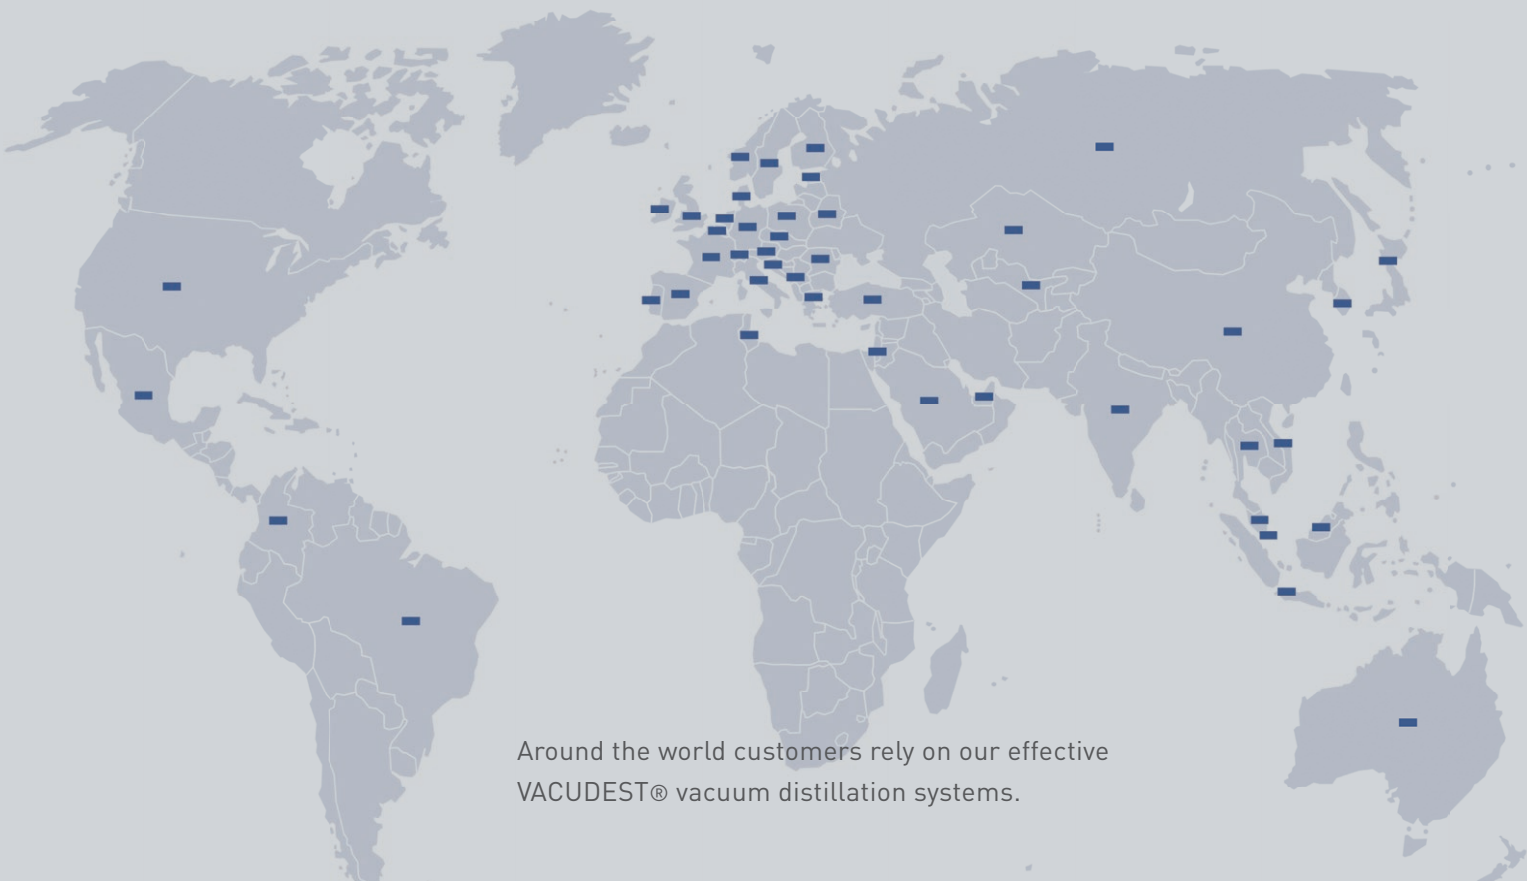 Around the world customers rely on our effective
VACUDEST® vacuum distillation systems.